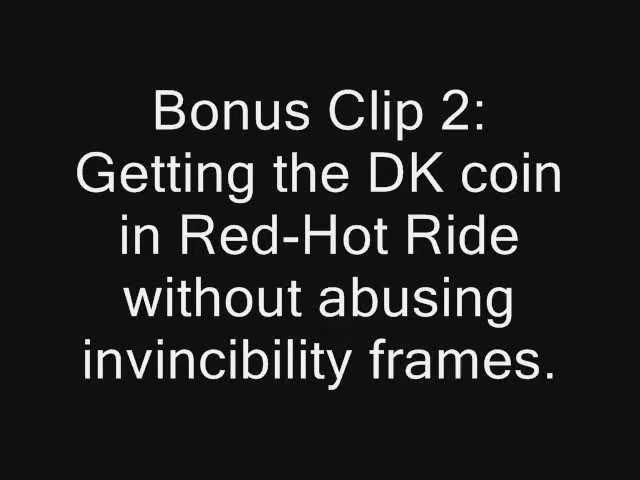 Bonus Clip 2:
Getting the DK coin
in Red-Hot Ride
without abusing
invincibility frames.